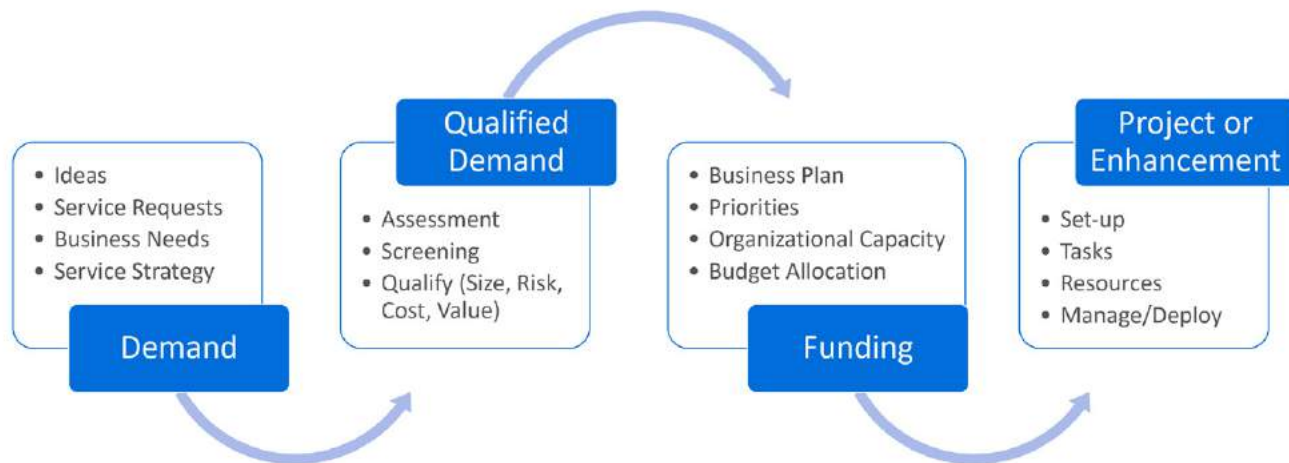 • Ideas
• Service Requests
• Business Needs
• Service Strategy
Demand
Qualified
Demand
• Assessment
• Screening
• Qualify (Size, Risk,
Cost, Value)
• Business Plan
• Priorities
• Organizational Capacity
• Budget Allocation
Funding
Project or
Enhancement
• Set-up
• Tasks
• Resources
• Manage/Deploy